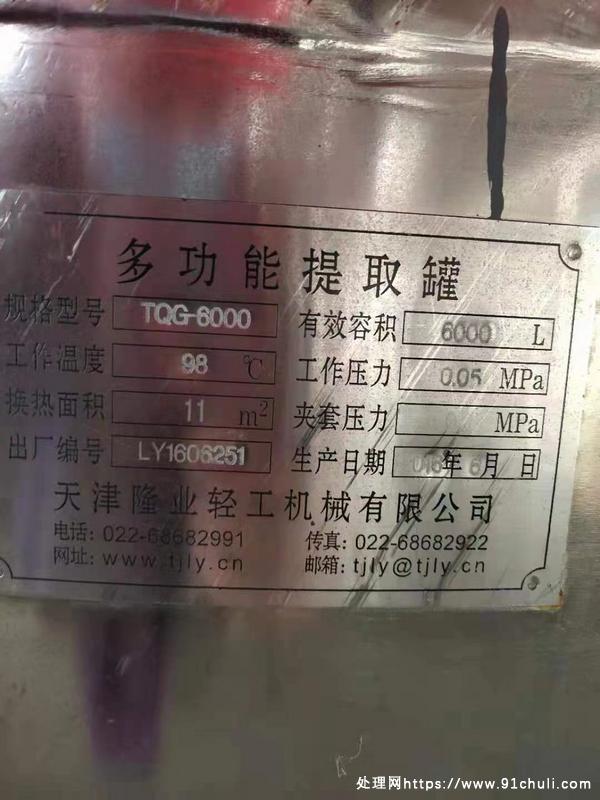 多功能提取罐
规格型号 TQG-6000 有效容积 6000 L
工作温度 98 ℃ 工作压力 0.05 MPa
换热面积 11 m² 夹套压力 MPa
出厂编号 LY1606251 生产日期 016年 6月 日
天津隆业轻工机械有限公司
电话: 022-68682991 传真: 022-68682922
网址: www.tjly.cn 邮箱: tjly@tjly.cn
处理网https://www.91chuli.com